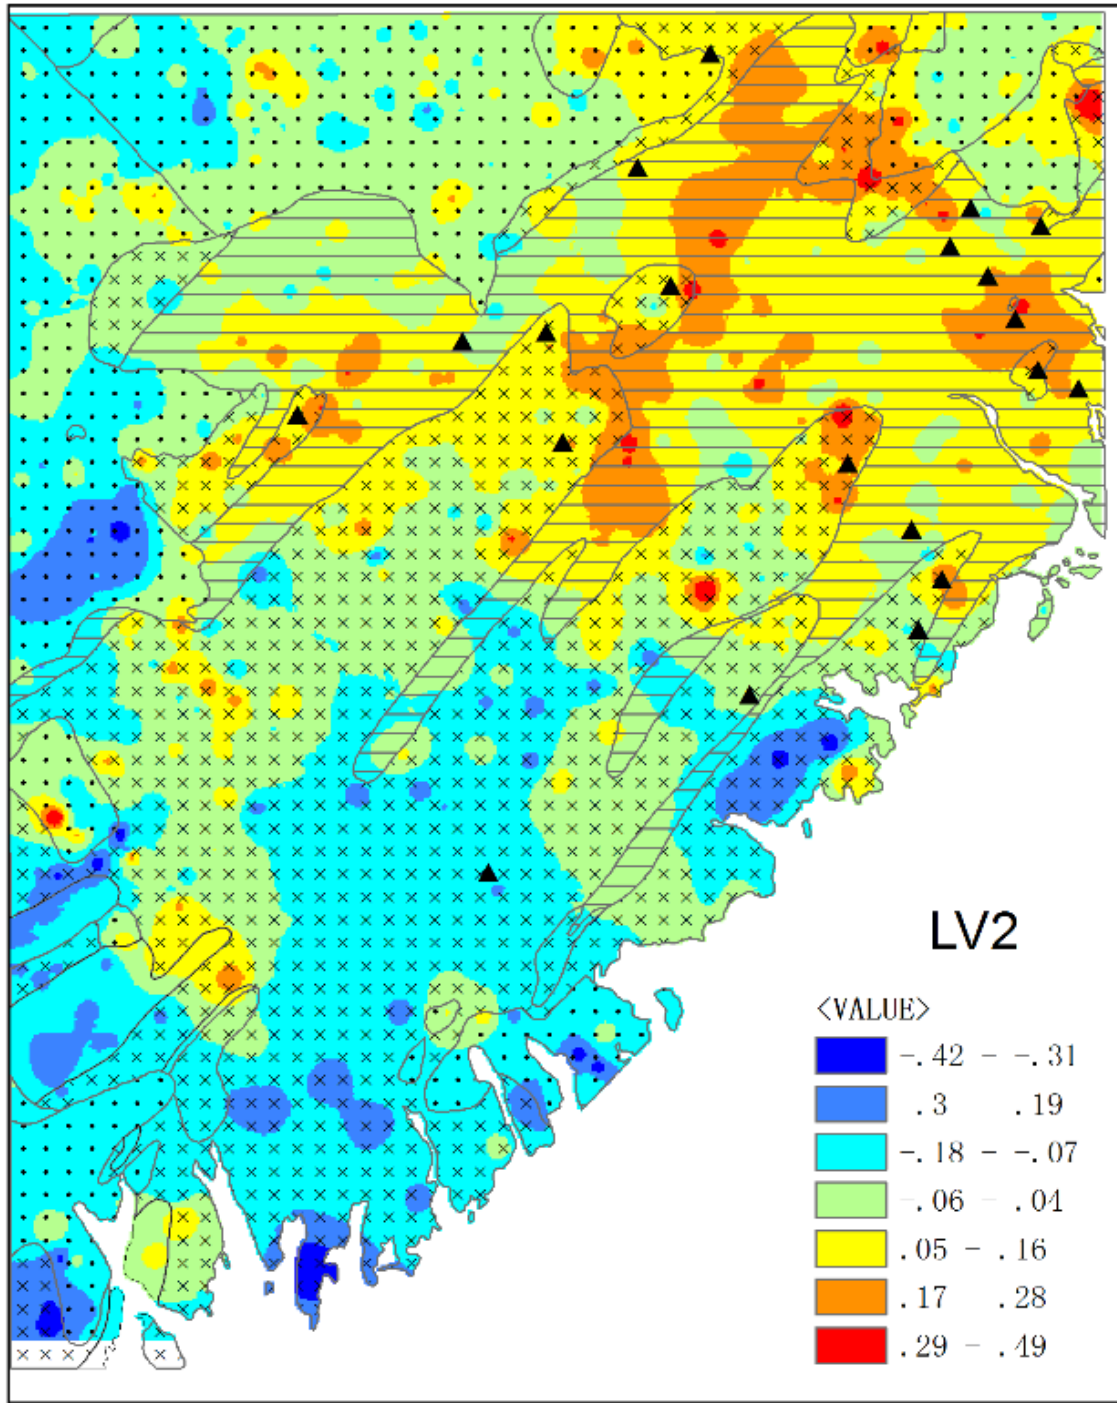 LV2
<VALUE>
-.42 - -.31
.3 .19
-.18 - -.07
-.06 - .04
.05 - .16
.17 .28
.29 - .49